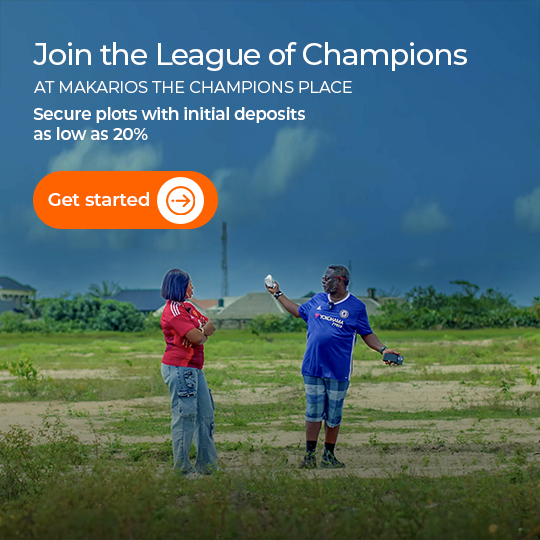 Join the League of Champions
AT MAKARIOS THE CHAMPIONS PLACE
Secure plots with initial deposits
as low as 20%
Get started
YOKOHAMA
TYRES